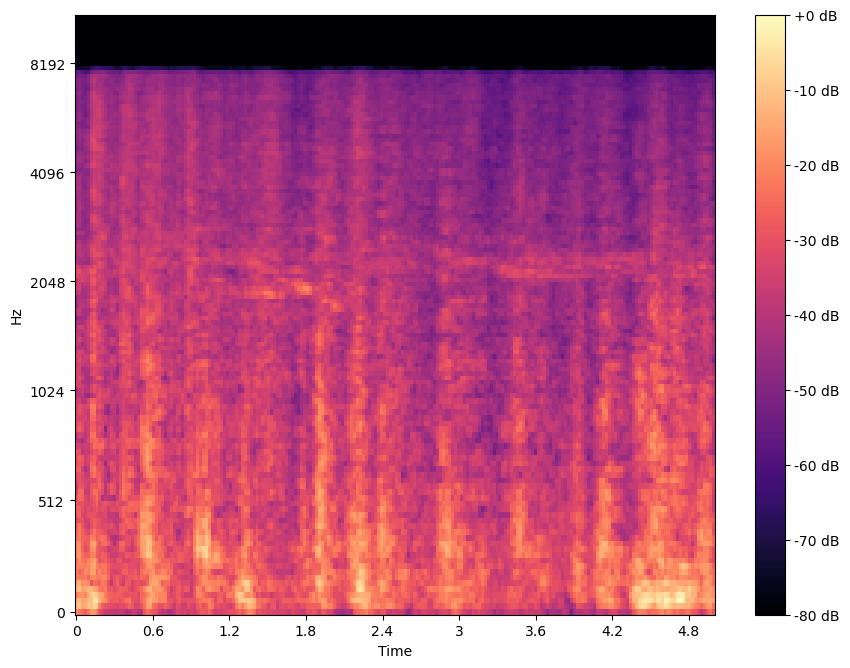 +0 dB
8192
-10 dB
4096
-20 dB
-30 dB
2048
Hz
-40 dB
1024
-50 dB
-60 dB
512
-70 dB
0
-80 dB
0 0.6 1.2 1.8 2.4 3 3.6 4.2 4.8
Time